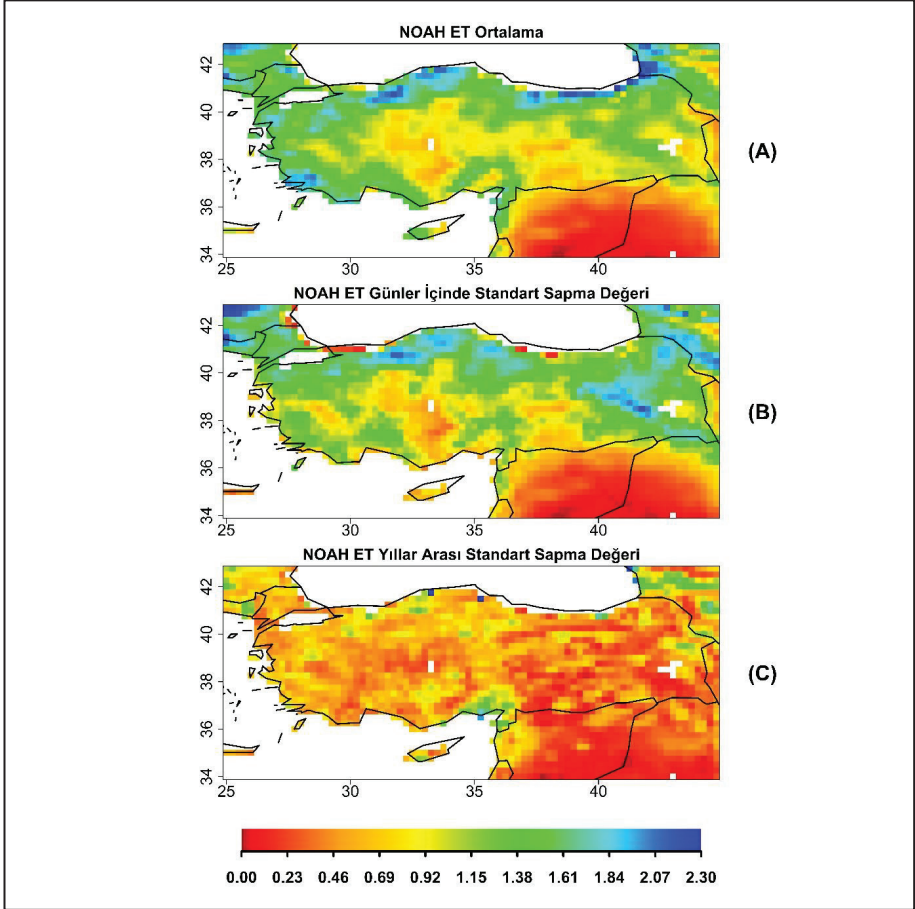 NOAH ET Ortalama
42
40
38
36
34
25 30 35 40
(A)
NOAH ET Günler İçinde Standart Sapma Değeri
42
40
38
36
34
25 30 35 40
(B)
NOAH ET Yıllar Arası Standart Sapma Değeri
42
40
38
36
34
25 30 35 40
(C)
0.00 0.23 0.46 0.69 0.92 1.15 1.38 1.61 1.84 2.07 2.30